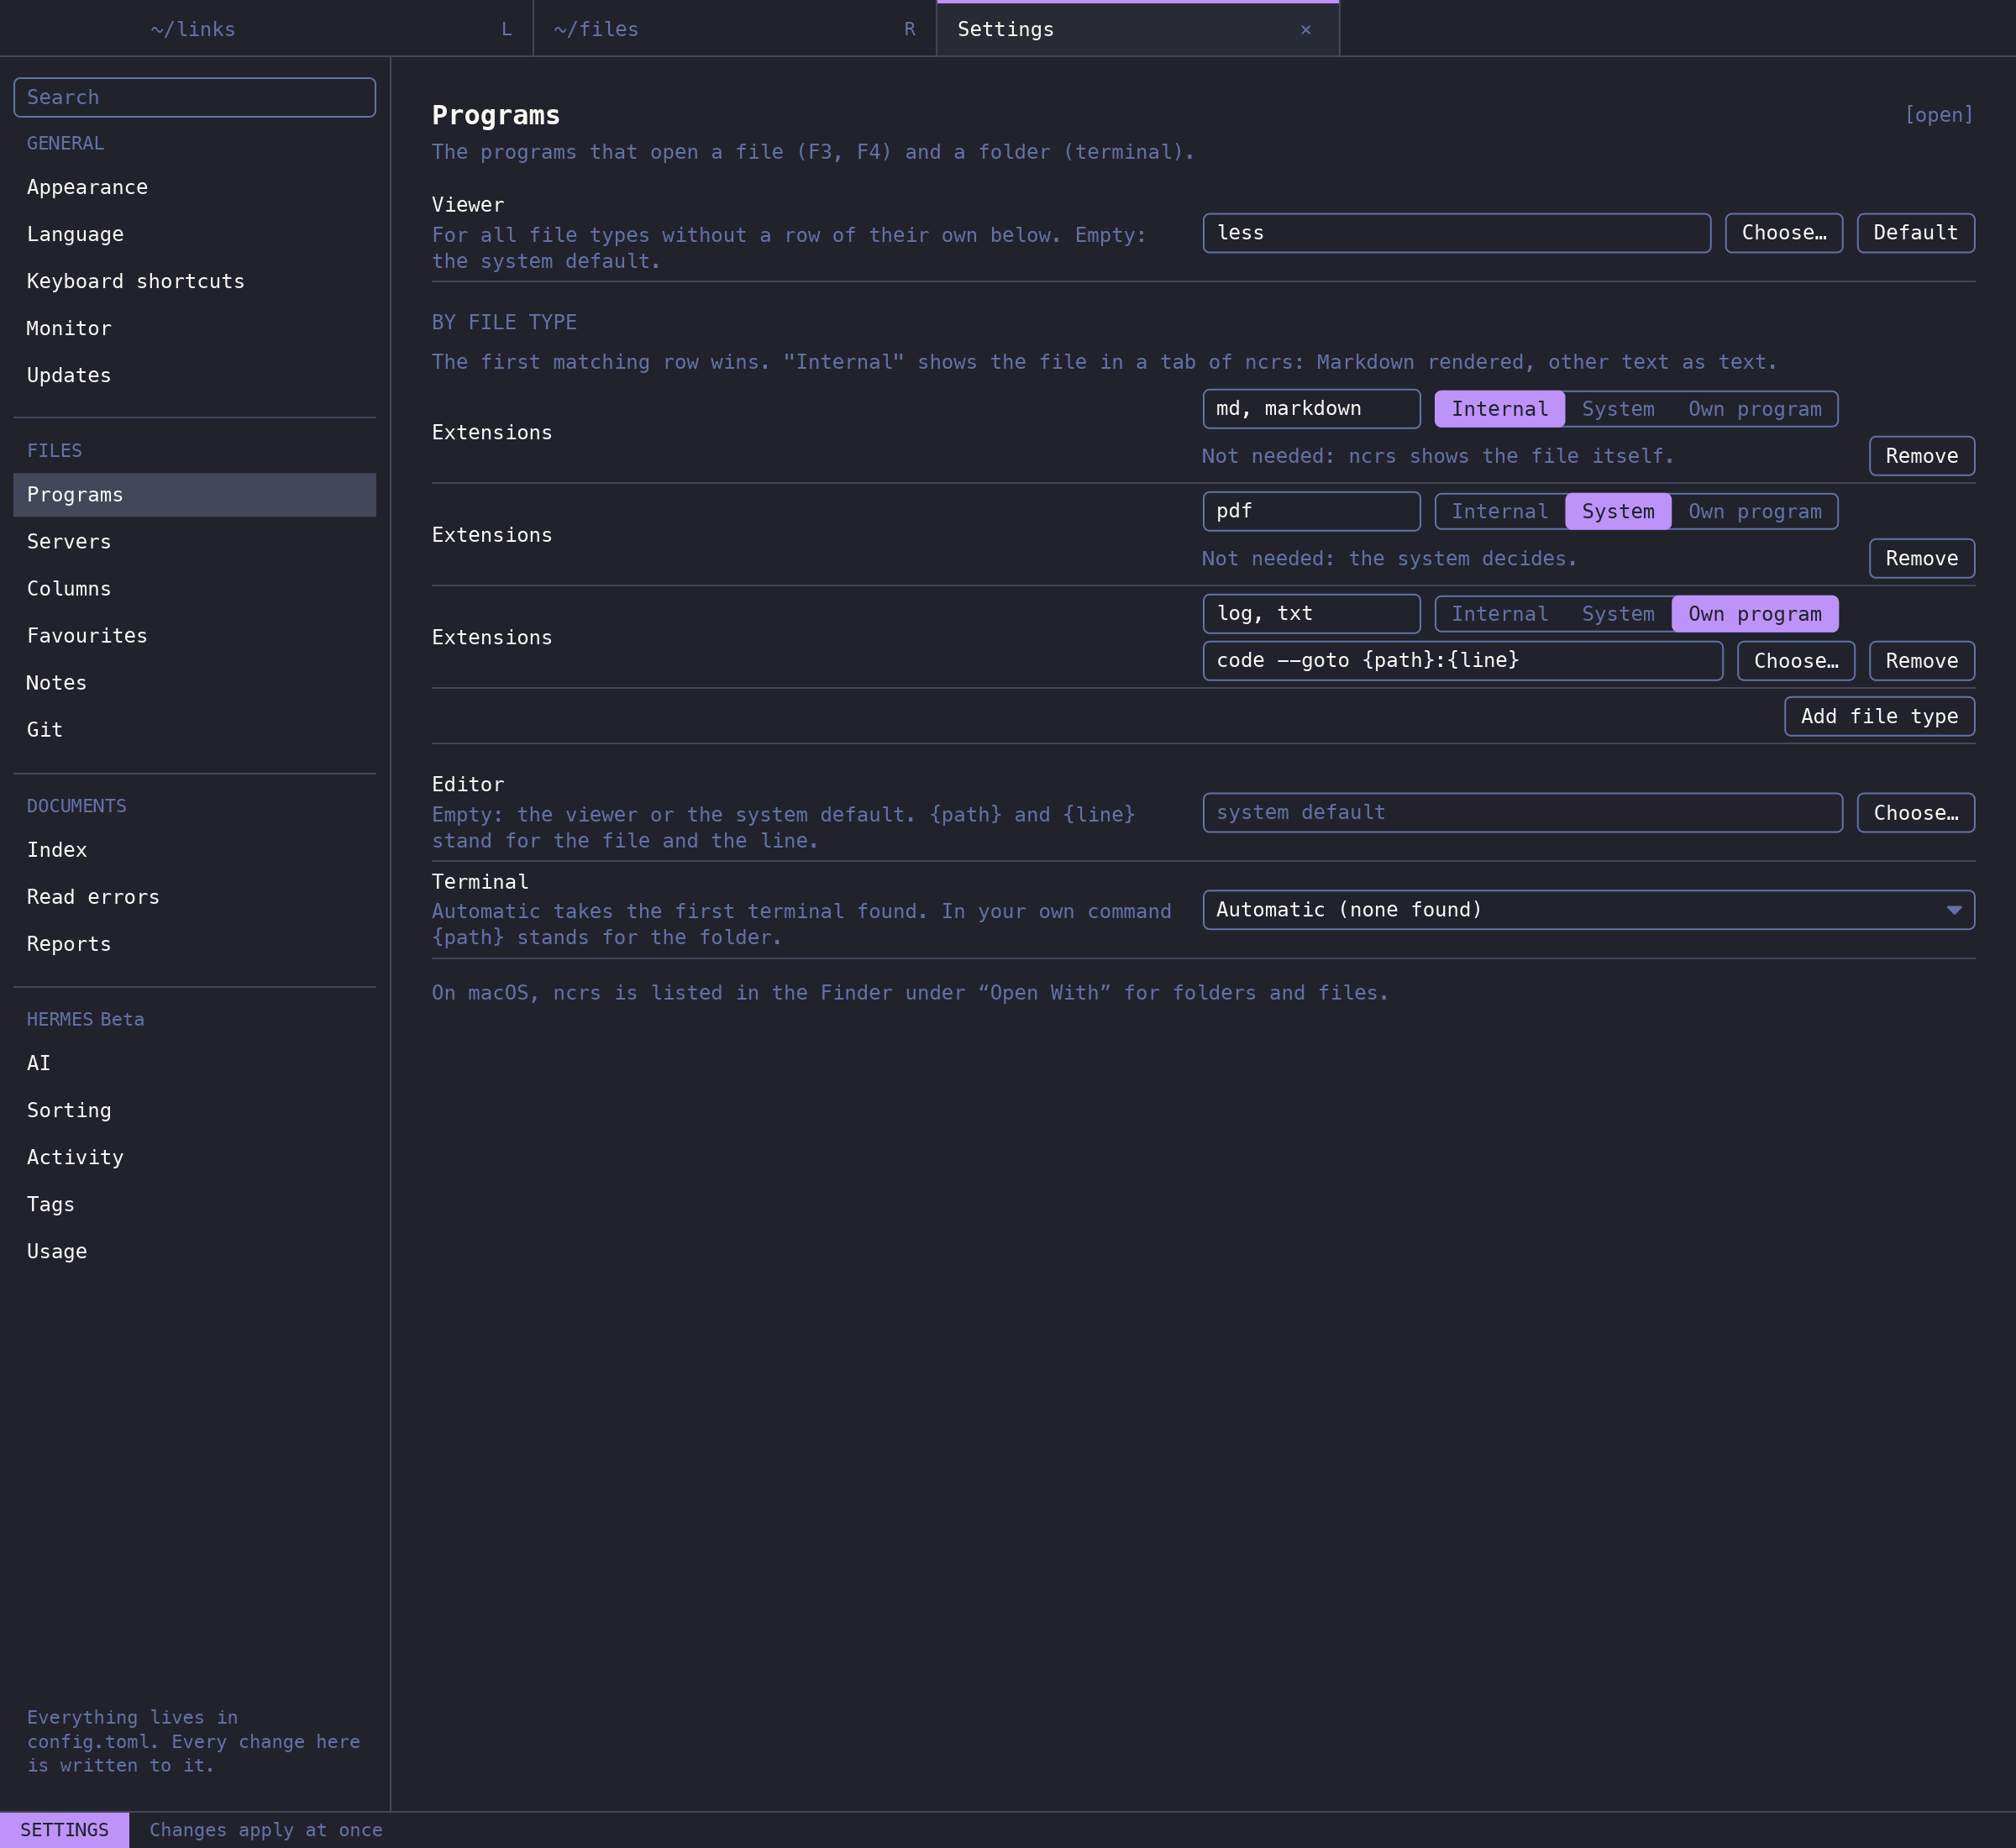 ~/links L ~/files R Settings ×
Search
GENERAL
Appearance
Language
Keyboard shortcuts
Monitor
Updates
FILES
Programs
Servers
Columns
Favourites
Notes
Git
DOCUMENTS
Index
Read errors
Reports
HERMES Beta
AI
Sorting
Activity
Tags
Usage
Everything lives in
config.toml. Every change here
is written to it.
Programs [open]
The programs that open a file (F3, F4) and a folder (terminal).
Viewer
For all file types without a row of their own below. Empty:
the system default.
less Choose… Default
BY FILE TYPE
The first matching row wins. "Internal" shows the file in a tab of ncrs: Markdown rendered, other text as text.
Extensions
md, markdown Internal System Own program
Not needed: ncrs shows the file itself. Remove
Extensions
pdf Internal System Own program
Not needed: the system decides. Remove
Extensions
log, txt Internal System Own program
code --goto {path}:{line} Choose… Remove
Add file type
Editor
Empty: the viewer or the system default. {path} and {line}
stand for the file and the line.
system default Choose…
Terminal
Automatic takes the first terminal found. In your own command
{path} stands for the folder.
Automatic (none found)
On macOS, ncrs is listed in the Finder under “Open With” for folders and files.
SETTINGS Changes apply at once